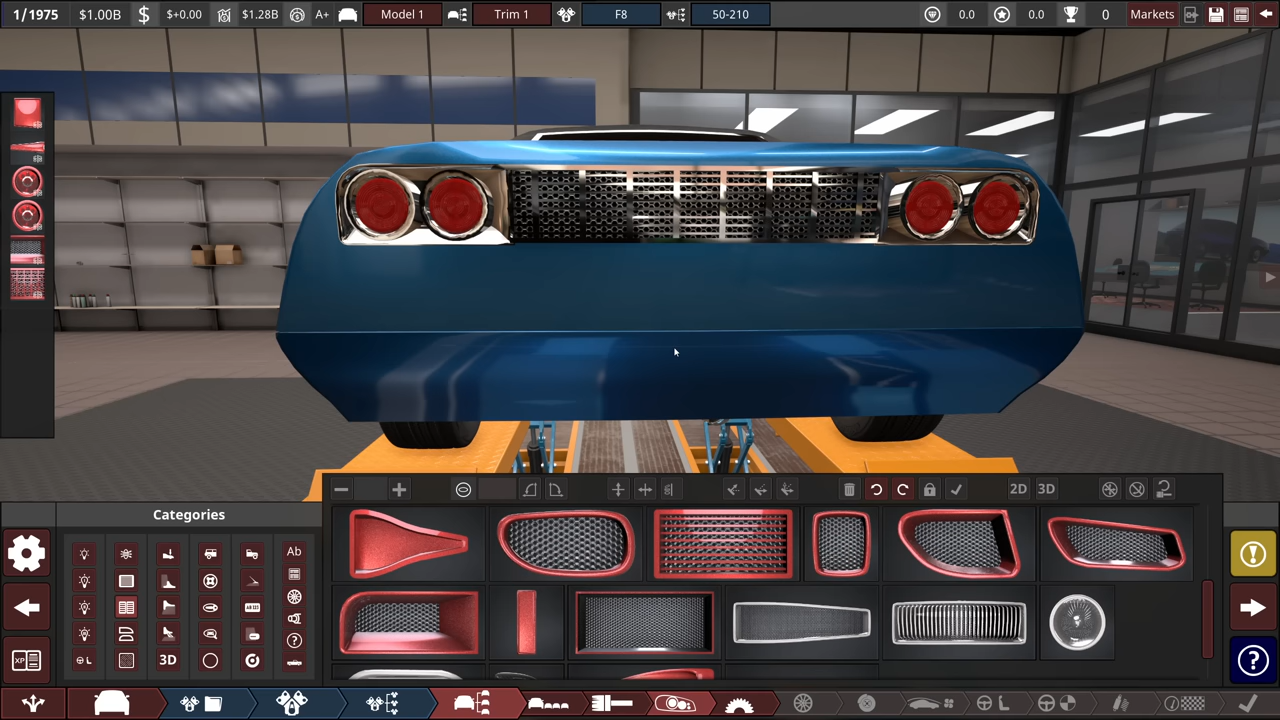 1/1975 $1.00B $ $+0.00 $1.28B A+ Model 1 Trim 1 F8 50-210 0.0 0.0 0 Markets
2D 3D
Categories
Ab
L 3D
XP